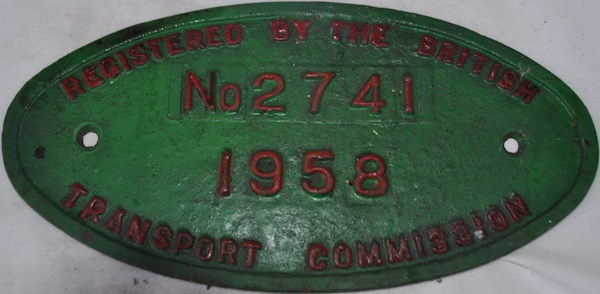 REGISTERED BY THE BRITISH
No 2741
1958
TRANSPORT COMMISSION